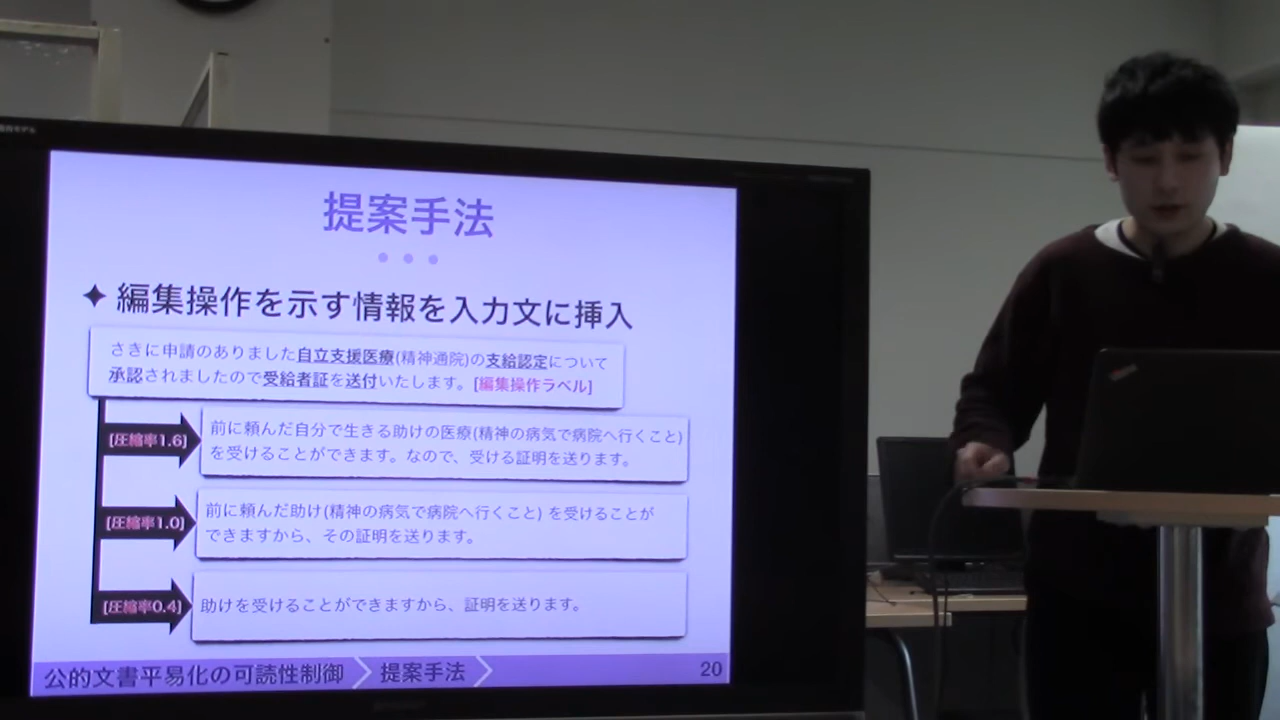 提案手法
✦ 編集操作を示す情報を入力文に挿入
さきに申請のありました自立支援医療(精神通院)の支給認定について
承認されましたので受給者証を送付いたします。[編集操作ラベル]
[圧縮率1.6]
前に頼んだ自分で生きる助けの医療(精神の病気で病院へ行くこと)
を受けることができます。なので、受ける証明を送ります。
[圧縮率1.0]
前に頼んだ助け(精神の病気で病院へ行くこと) を受けることが
できますから、その証明を送ります。
[圧縮率0.4]
助けを受けることができますから、証明を送ります。
公的文書平易化の可読性制御 提案手法 20